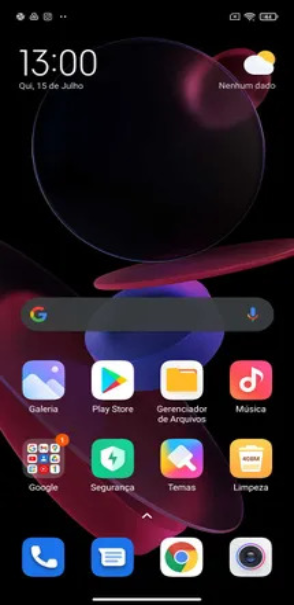 13:00
Qui, 15 de Julho
Nenhum dado
Galeria
Play Store
Gerenciador
de Arquivos
Música
Google
1
Segurança
Temas
Limpeza